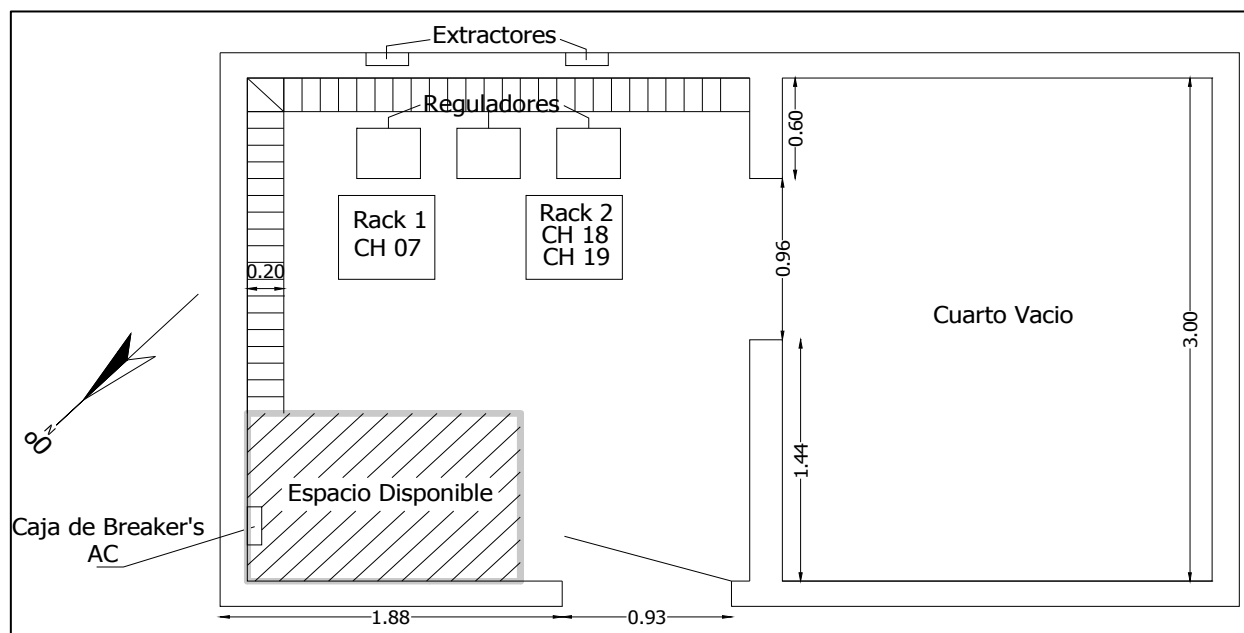 Extractores
Reguladores
0.60
Rack 1
CH 07
Rack 2
CH 18
CH 19
0.20
0.96
Cuarto Vacio
3.00
N
80
1.44
Espacio Disponible
Caja de Breaker's
AC
1.88
0.93